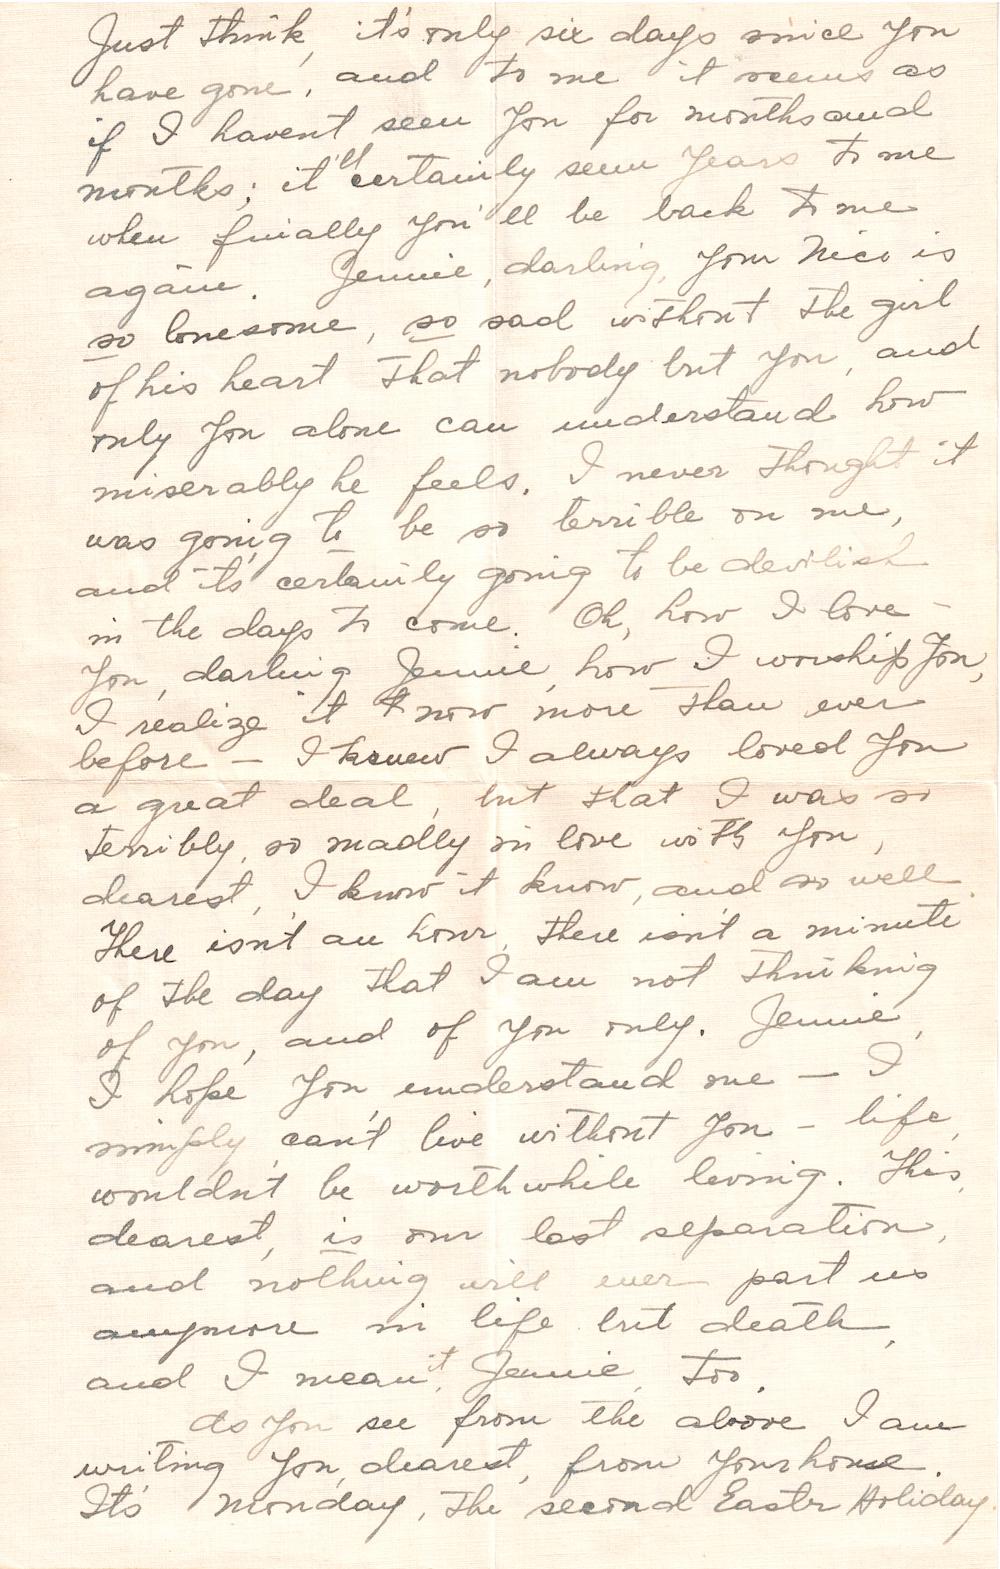 Just think, it's only six days since you
have gone, and to me it seems as
if I havent seen you for months and
months; it'll certainly seem years to me
when finially you'll be back to me
again. Jennie, darling, your Nico is
so lonesome, so sad without the girl
of his heart that nobody but you, and
only you alone can understand how
miserably he feels. I never thought it
was going to be so terrible on me,
and its certainly going to be devilish
in the days to come. Oh, how I love
you, darling Jennie, how I worship you,
I realize it now more than ever
before — I knew I always loved you
a great deal, but that I was so
terribly, so madly in love with you,
dearest, I know it know, and so well.
There isn't an hour, there isn't a minute
of the day that I am not thinking
of you, and of you only. Jennie,
I hope you understand me — I
simply can't live without you — life,
wouldn't be worthwhile living. This,
dearest, is our last separation,
and nothing will ever part us
anymore in life but death,
and I mean it, Jennie, too.
As you see from the above I am
writing you, dearest, from your house.
It's Monday, the second Easter Holiday.